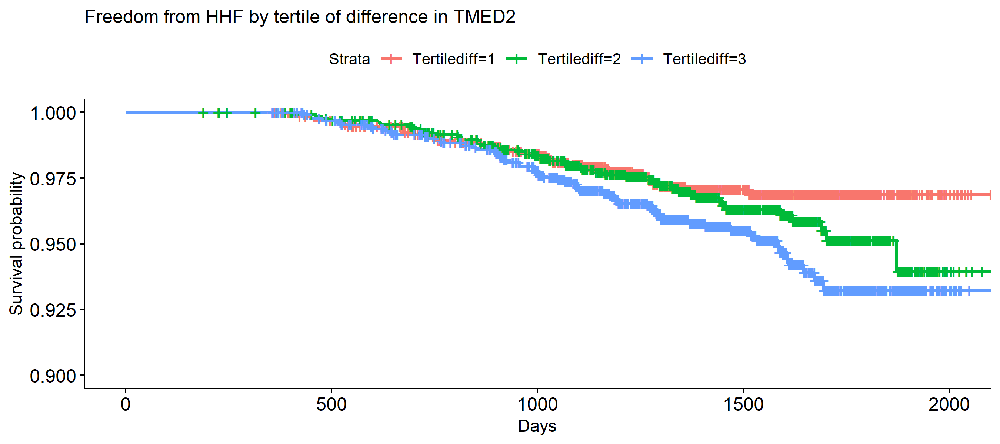 Freedom from HHF by tertile of difference in TMED2
Strata Tertilediff=1 Tertilediff=2 Tertilediff=3
Survival probability
1.000
0.975
0.950
0.925
0.900
0 500 1000 1500 2000
Days